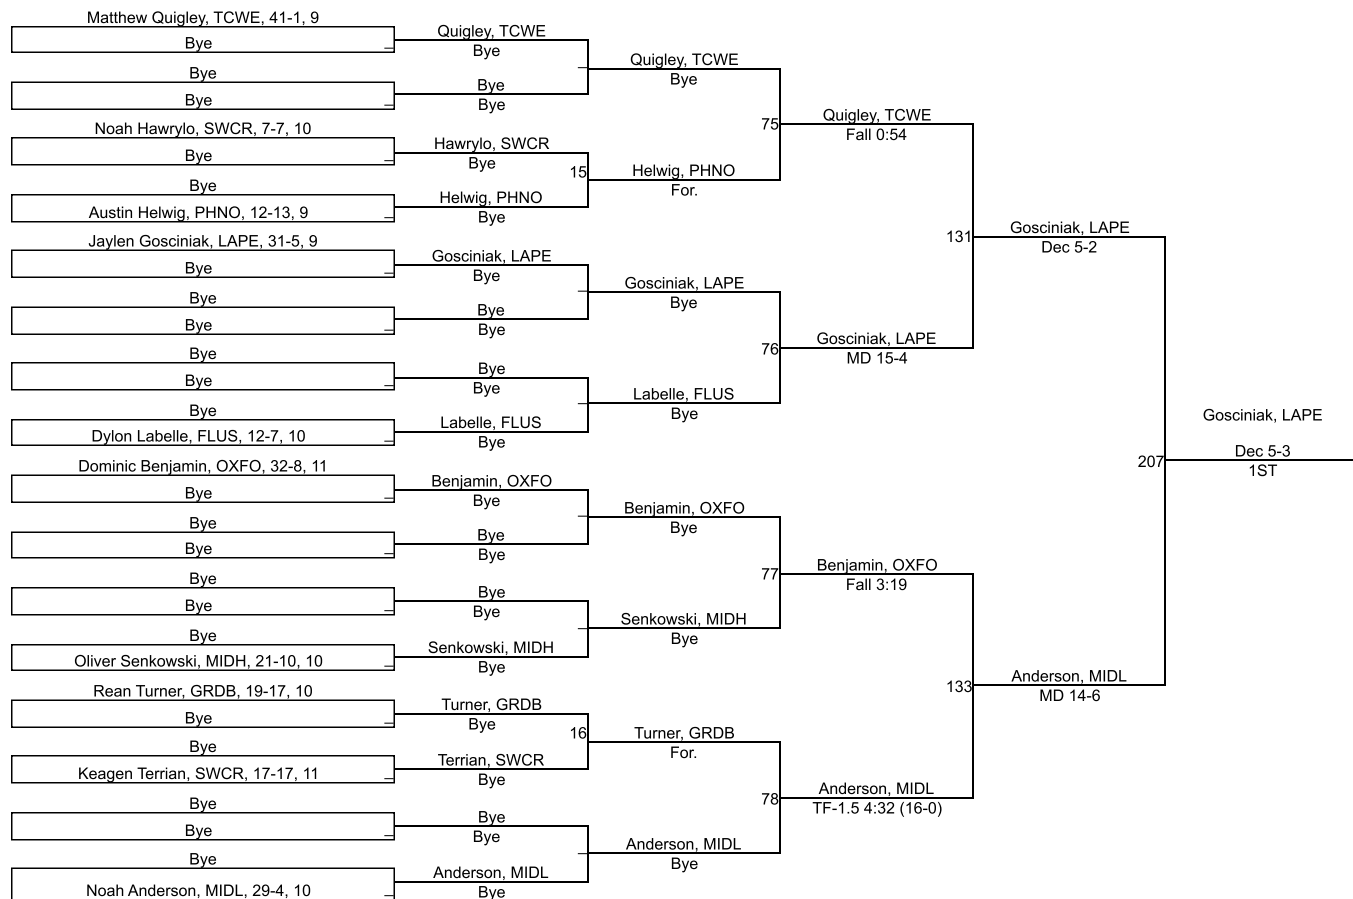 Matthew Quigley, TCWE, 41-1, 9
Bye
Bye
Bye
Noah Hawrylo, SWCR, 7-7, 10
Bye
Bye
Austin Helwig, PHNO, 12-13, 9
Jaylen Gosciniak, LAPE, 31-5, 9
Bye
Bye
Bye
Bye
Bye
Bye
Dylon Labelle, FLUS, 12-7, 10
Dominic Benjamin, OXFO, 32-8, 11
Bye
Bye
Bye
Bye
Bye
Bye
Oliver Senkowski, MIDH, 21-10, 10
Rean Turner, GRDB, 19-17, 10
Bye
Bye
Keagen Terrian, SWCR, 17-17, 11
Bye
Bye
Bye
Noah Anderson, MIDL, 29-4, 10
Quigley, TCWE
Bye
Bye
Bye
Hawrylo, SWCR
Bye
15
Helwig, PHNO
Bye
Gosciniak, LAPE
Bye
Bye
Bye
Bye
Bye
Labelle, FLUS
Bye
Benjamin, OXFO
Bye
Bye
Bye
Bye
Bye
Senkowski, MIDH
Bye
Turner, GRDB
Bye
16
Terrian, SWCR
Bye
Bye
Bye
Anderson, MIDL
Bye
Quigley, TCWE
Bye
75
Helwig, PHNO
For.
Gosciniak, LAPE
Bye
76
Labelle, FLUS
Bye
Benjamin, OXFO
Bye
77
Senkowski, MIDH
Bye
Turner, GRDB
For.
78
Anderson, MIDL
Bye
Quigley, TCWE
Fall 0:54
131
Gosciniak, LAPE
MD 15-4
Benjamin, OXFO
Fall 3:19
133
Anderson, MIDL
TF-1.5 4:32 (16-0)
Gosciniak, LAPE
Dec 5-2
207
Anderson, MIDL
MD 14-6
Gosciniak, LAPE
Dec 5-3
1ST